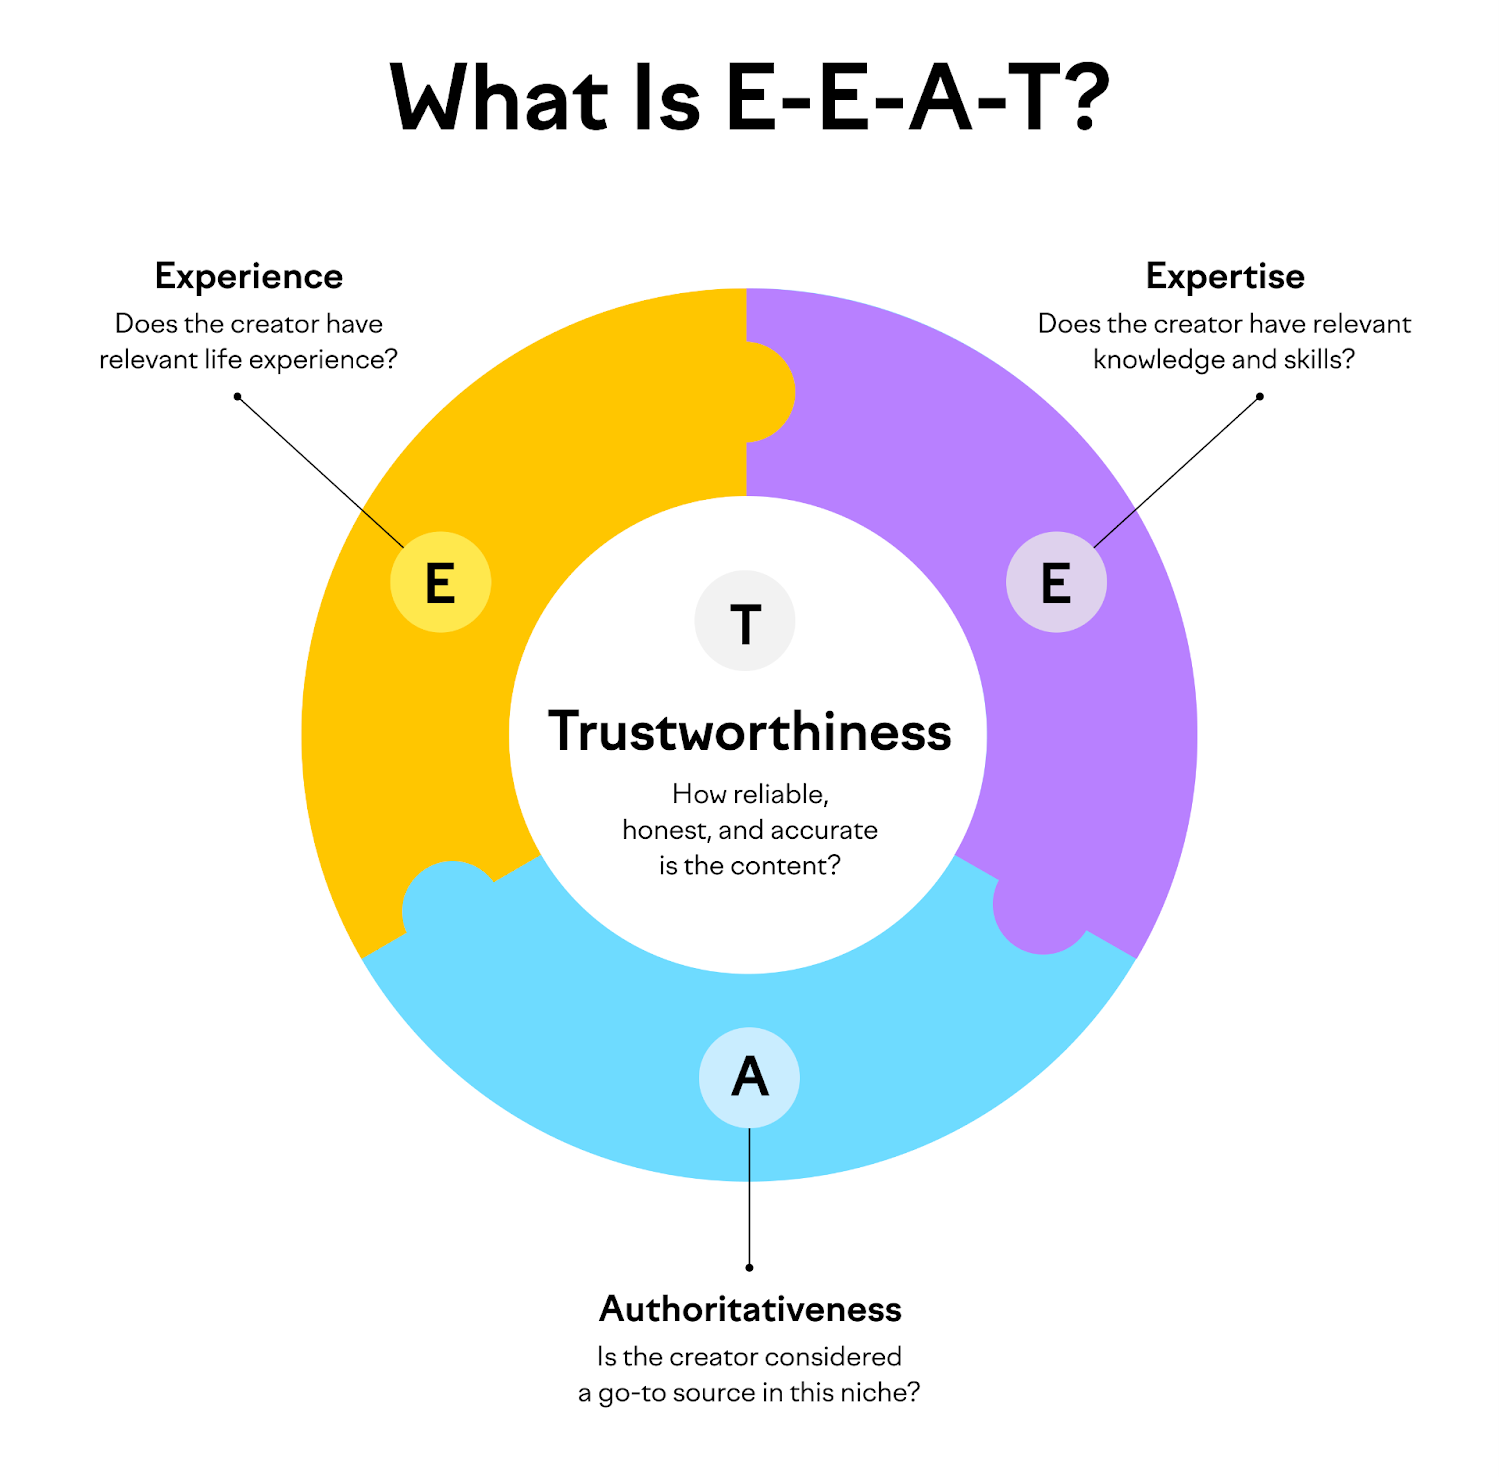 What Is E-E-A-T?
Experience
Does the creator have
relevant life experience?
Expertise
Does the creator have relevant
knowledge and skills?
E
E
T
Trustworthiness
How reliable,
honest, and accurate
is the content?
A
Authoritativeness
Is the creator considered
a go-to source in this niche?